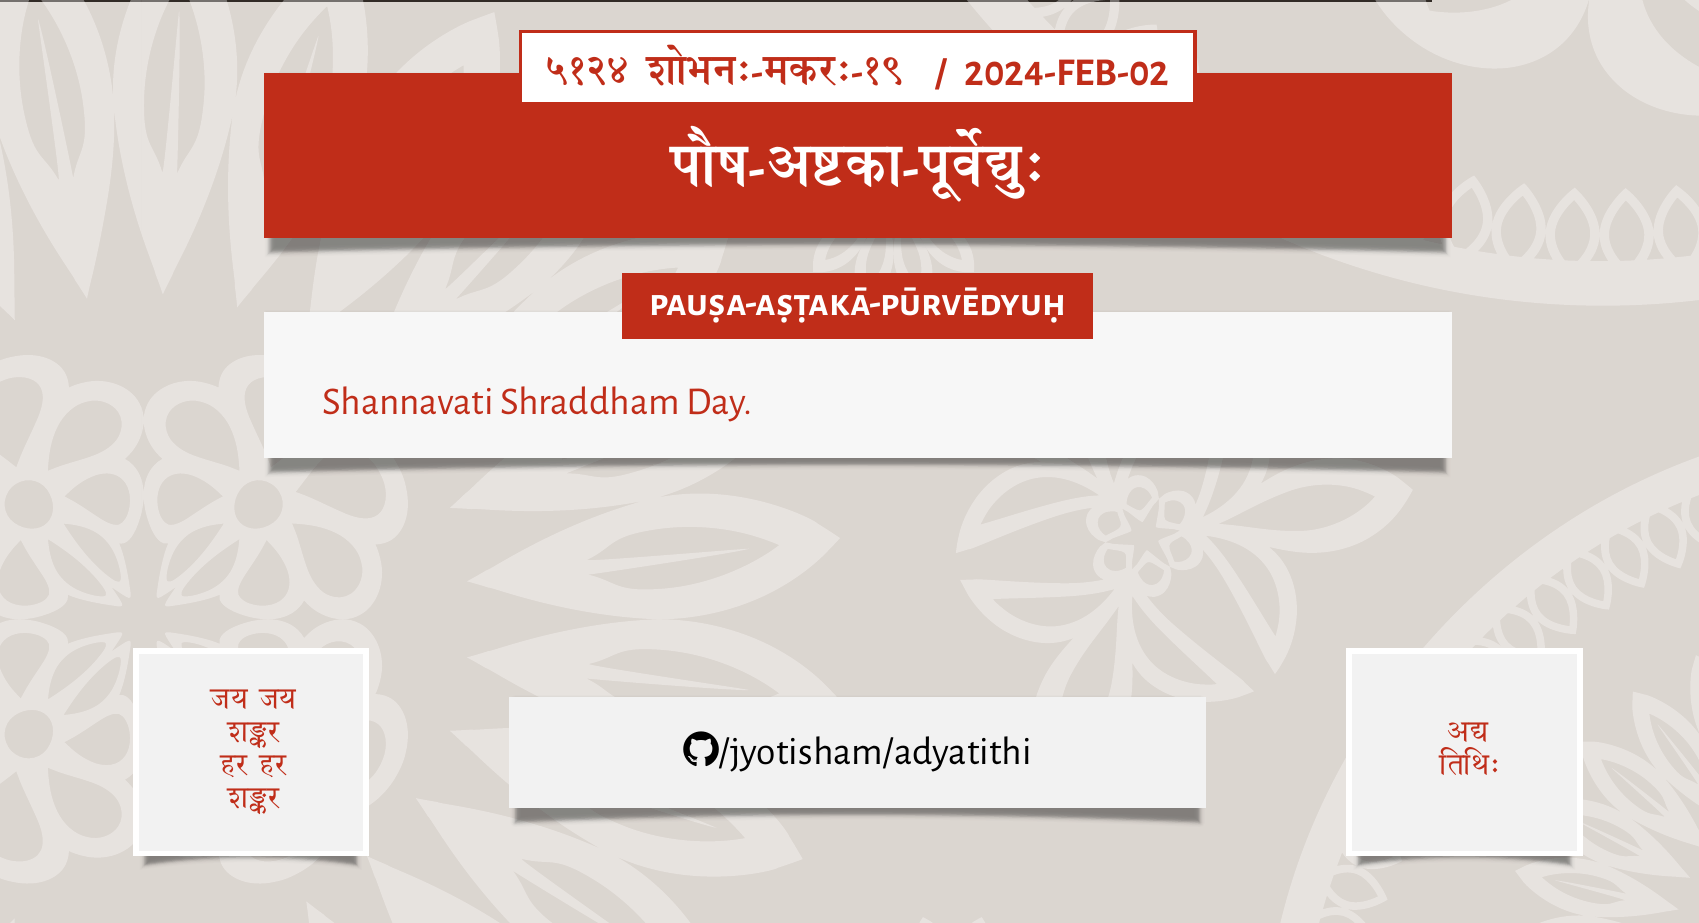 ५१२४ शोभनः-मकरः-१९ / 2024-FEB-02
पौष-अष्टका-पूर्वेद्युः
PAUṢA-AṢṬAKĀ-PŪRVĒDYUḤ
Shannavati Shraddham Day.
जय जय
शङ्कर
हर हर
शङ्कर
/jyotisham/adyatithi
अद्य
तिथिः